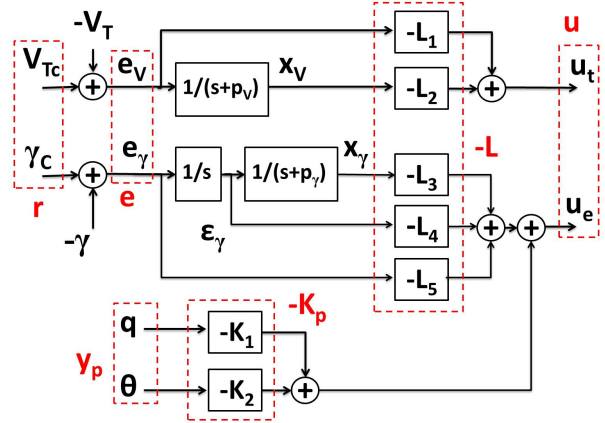 -V_T
u
V_Tc
e_V
x_V
-L_1
u_t
+
1/(s+p_V)
-L_2
+
γ_C
e_γ
x_γ
-L
+
1/s
1/(s+p_γ)
-L_3
r
e
ε_γ
-L_4
+
+
u_e
-γ
-L_5
-K_p
q
-K_1
y_p
θ
-K_2
+